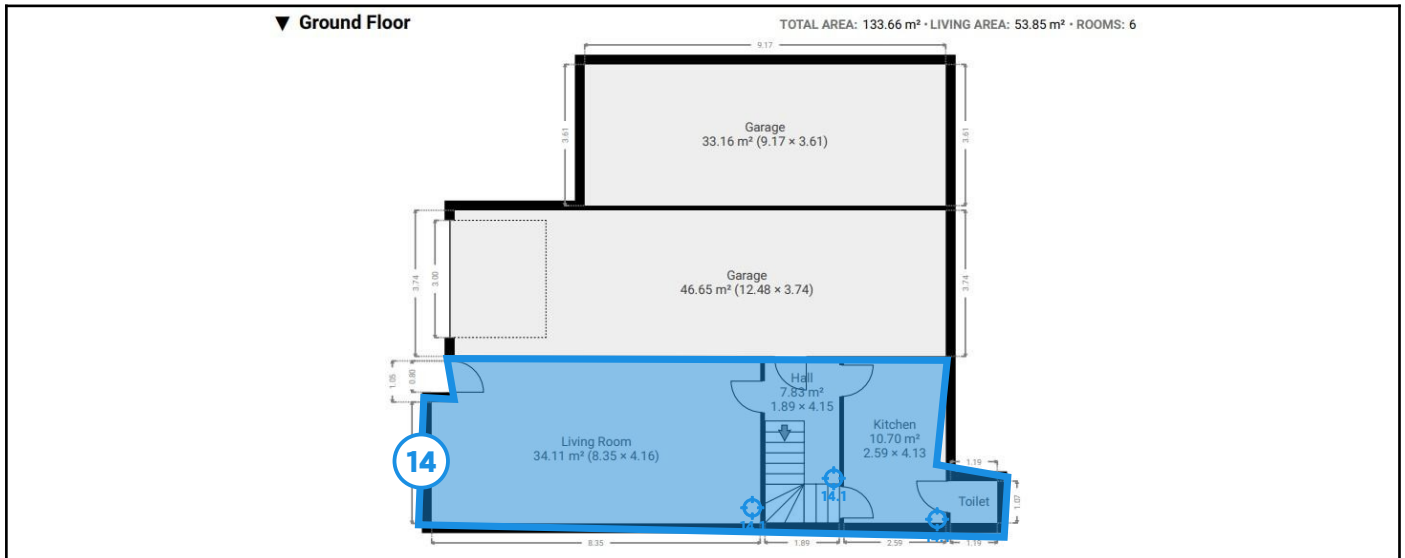 ▼ Ground Floor
TOTAL AREA: 133.66 m² • LIVING AREA: 53.85 m² • ROOMS: 6
9.17
3.61
Garage
33.16 m² (9.17 × 3.61)
3.61
3.74
3.00
Garage
46.65 m² (12.48 × 3.74)
3.74
1.05
0.80
Hall
7.83 m²
1.89 × 4.15
Kitchen
10.70 m²
2.59 × 4.13
Living Room
34.11 m² (8.35 × 4.16)
14
1.19
14.1
Toilet
1.07
8.35
1.89
2.59
1.19